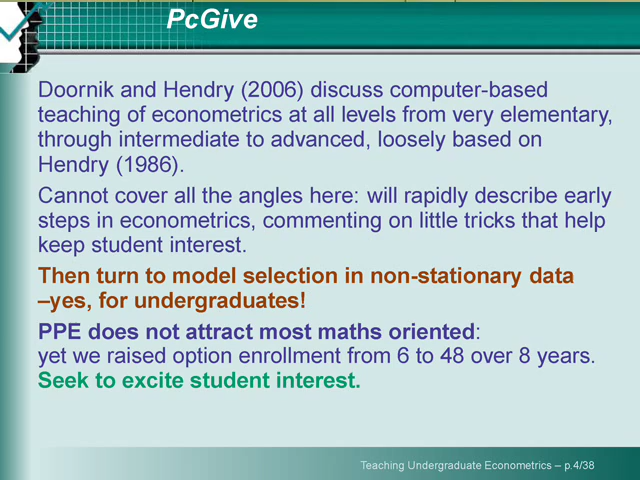 PcGive
Doornik and Hendry (2006) discuss computer-based
teaching of econometrics at all levels from very elementary,
through intermediate to advanced, loosely based on
Hendry (1986).
Cannot cover all the angles here: will rapidly describe early
steps in econometrics, commenting on little tricks that help
keep student interest.
Then turn to model selection in non-stationary data
–yes, for undergraduates!
PPE does not attract most maths oriented:
yet we raised option enrollment from 6 to 48 over 8 years.
Seek to excite student interest.
Teaching Undergraduate Econometrics – p.4/38